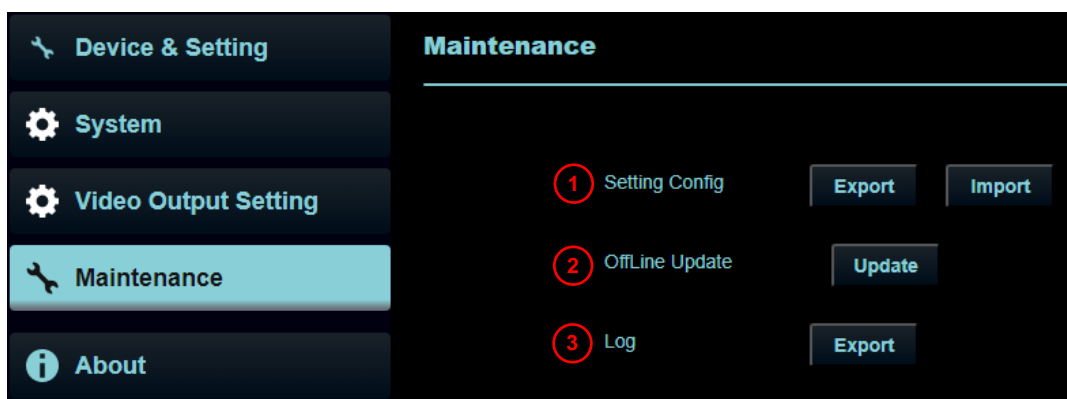 Device & Setting
System
Video Output Setting
Maintenance
About
Maintenance
1 Setting Config Export Import
2 OffLine Update Update
3 Log Export